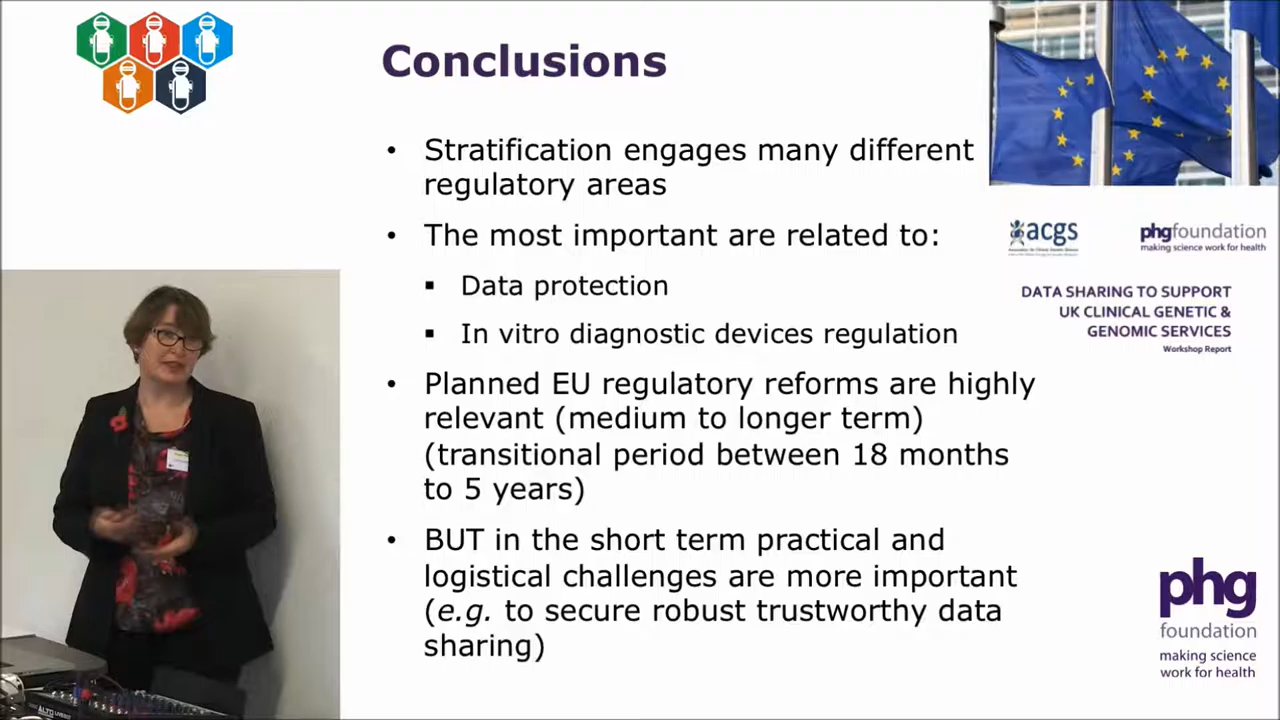 Conclusions
• Stratification engages many different
regulatory areas
• The most important are related to:
▪ Data protection
▪ In vitro diagnostic devices regulation
• Planned EU regulatory reforms are highly
relevant (medium to longer term)
(transitional period between 18 months
to 5 years)
• BUT in the short term practical and
logistical challenges are more important
(e.g. to secure robust trustworthy data
sharing)
acgs
phgfoundation
making science work for health
DATA SHARING TO SUPPORT
UK CLINICAL GENETIC &
GENOMIC SERVICES
Workshop Report
phg
foundation
making science
work for health
ALTO